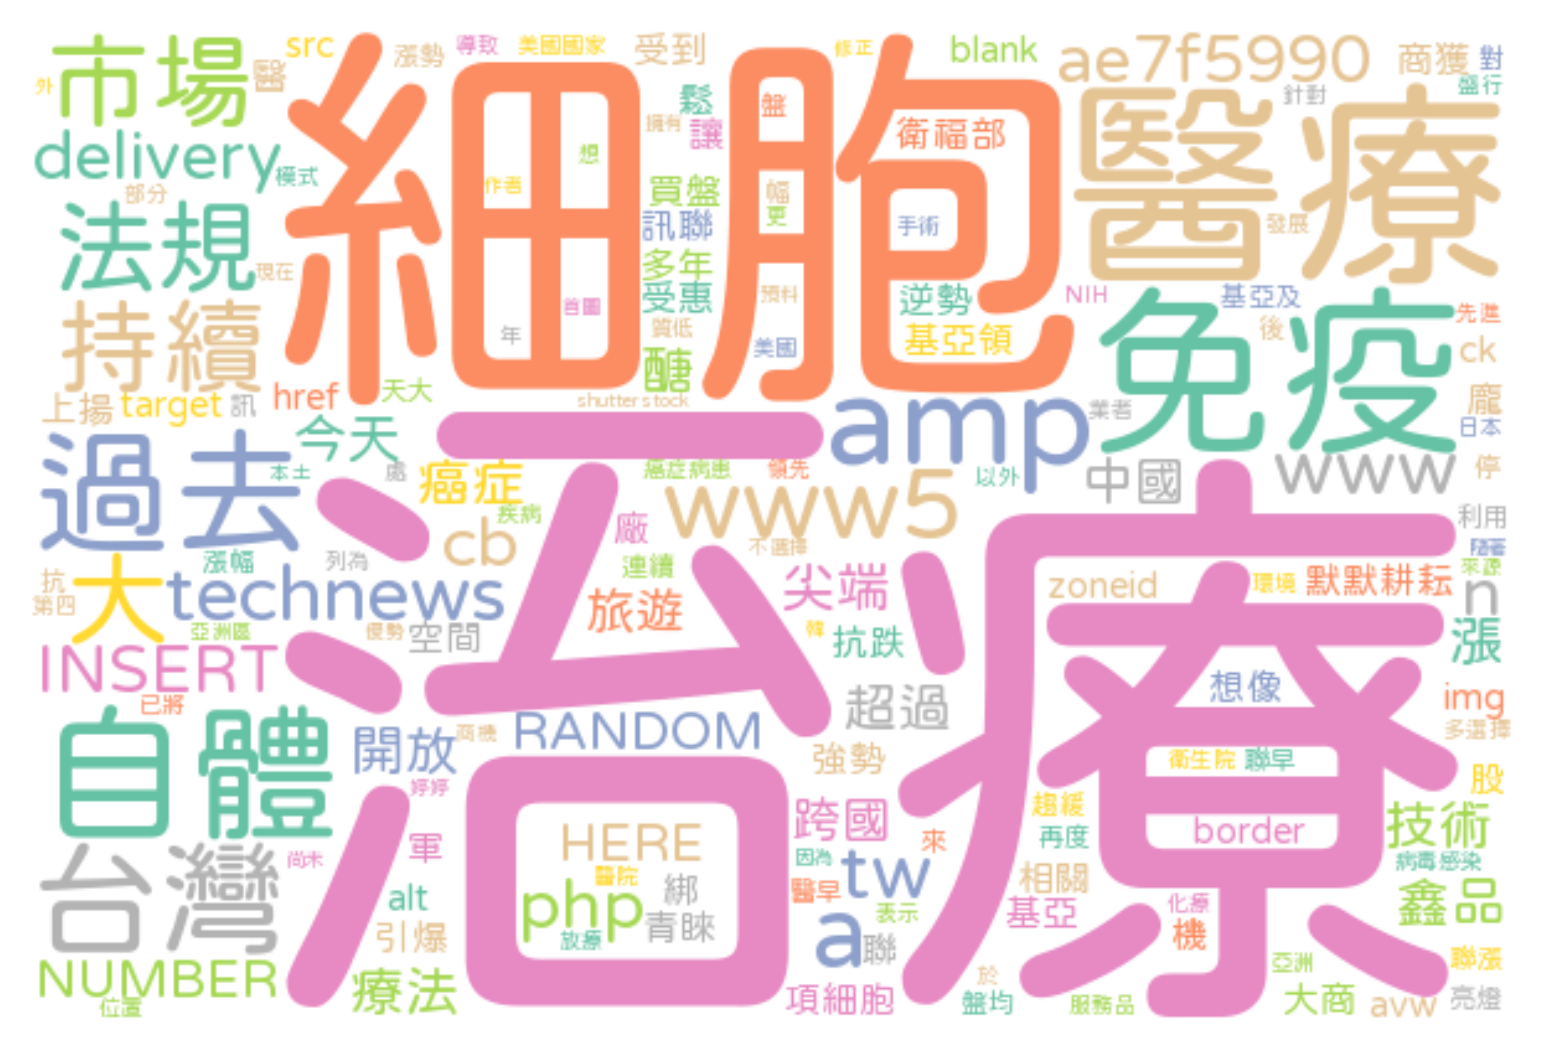 市場
src
漲勢
導致
美國國家
受到
修正
blank
ae7f5990
商獲
對
外
醫
細胞
盤
鬆
擁有
讓
衛福部
針對
盤行
醫療
delivery
模式
部分
想
作者
買盤
幅
更
手術
發展
法規
現在
訊聯
多年
受惠
預料
逆勢
NIH
基亞及
先進
後
持續
首圖
年
質低
美國
基亞領
免疫
ck
醣
上揚
target
訊
href
天大
shutterstock
amp
業者
龐
日本
今天
過去
本土
處
癌症
癌症病患
領先
以外
中國
www
停
疾病
www5
利用
隨著
漲幅
列為
cb
廠
不選擇
來源
抗
第四
大
technews
連續
尖端
zoneid
環境
默默耕耘
n
治療
旅遊
亞洲區
優勢
空間
韓
抗跌
漲
INSERT
已將
超過
想像
img
多選擇
自體
開放
商機
RANDOM
強勢
衛生院
聯早
股
婷婷
跨國
趨緩
border
技術
台灣
尚未
軍
HERE
因為
來
再度
病毒感染
醫院
綁
醫早
tw
相關
alt
php
青睞
表示
基亞
化療
機
鑫品
引爆
放療
a
聯
NUMBER
位置
療法
項細胞
於
盤均
服務品
亞洲
大商
avw
聯漲
亮燈